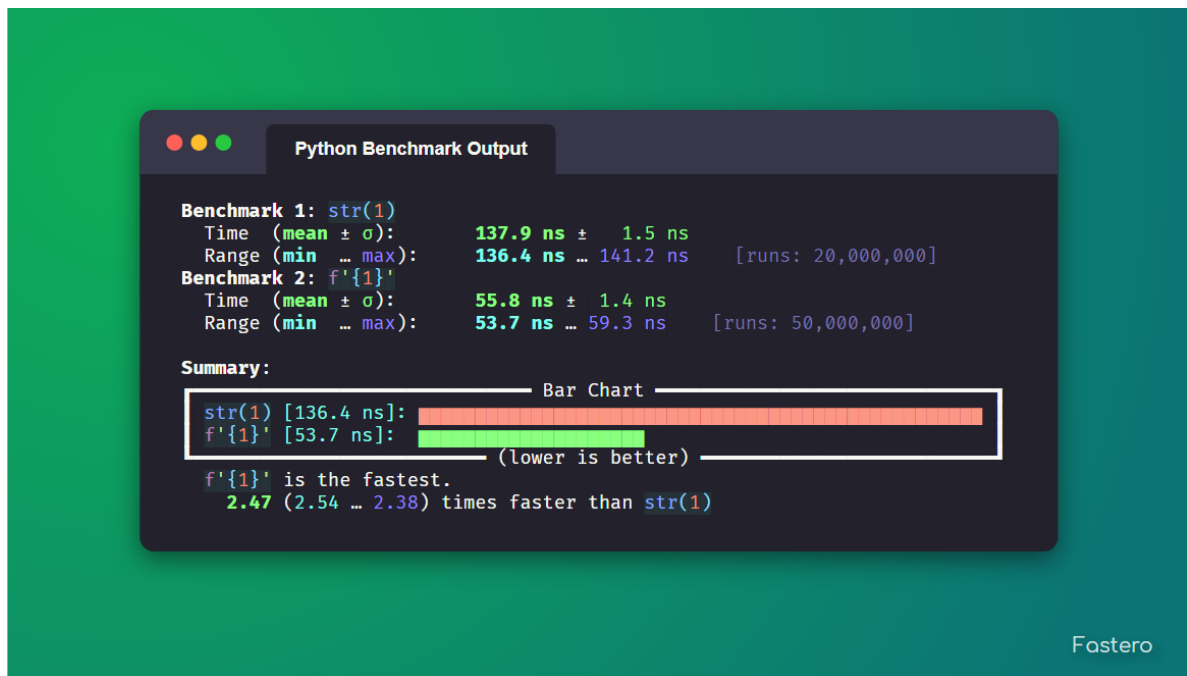 Python Benchmark Output
Benchmark 1: str(1)
Time (mean ± σ): 137.9 ns ± 1.5 ns
Range (min … max): 136.4 ns … 141.2 ns [runs: 20,000,000]
Benchmark 2: f'{1}'
Time (mean ± σ): 55.8 ns ± 1.4 ns
Range (min … max): 53.7 ns … 59.3 ns [runs: 50,000,000]
Summary:
Bar Chart
str(1) [136.4 ns]:
f'{1}' [53.7 ns]:
(lower is better)
f'{1}' is the fastest.
2.47 (2.54 … 2.38) times faster than str(1)
Fastero